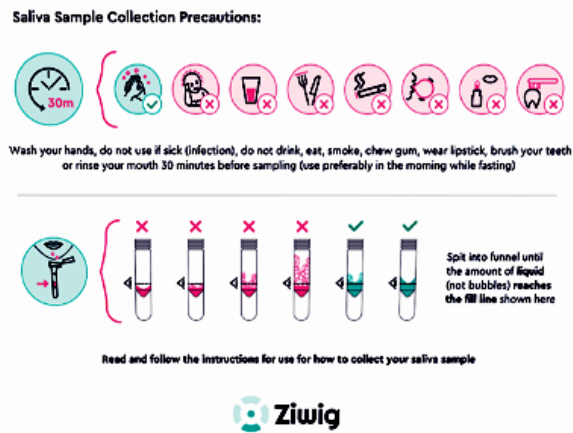 Saliva Sample Collection Precautions:
30m
Wash your hands, do not use if sick (infection), do not drink, eat, smoke, chew gum, wear lipstick, brush your teeth
or rinse your mouth 30 minutes before sampling (use preferably in the morning while fasting)
Spit into funnel until
the amount of liquid
(not bubbles) reaches
the fill line shown here
Read and follow the instructions for use for how to collect your saliva sample
Ziwig